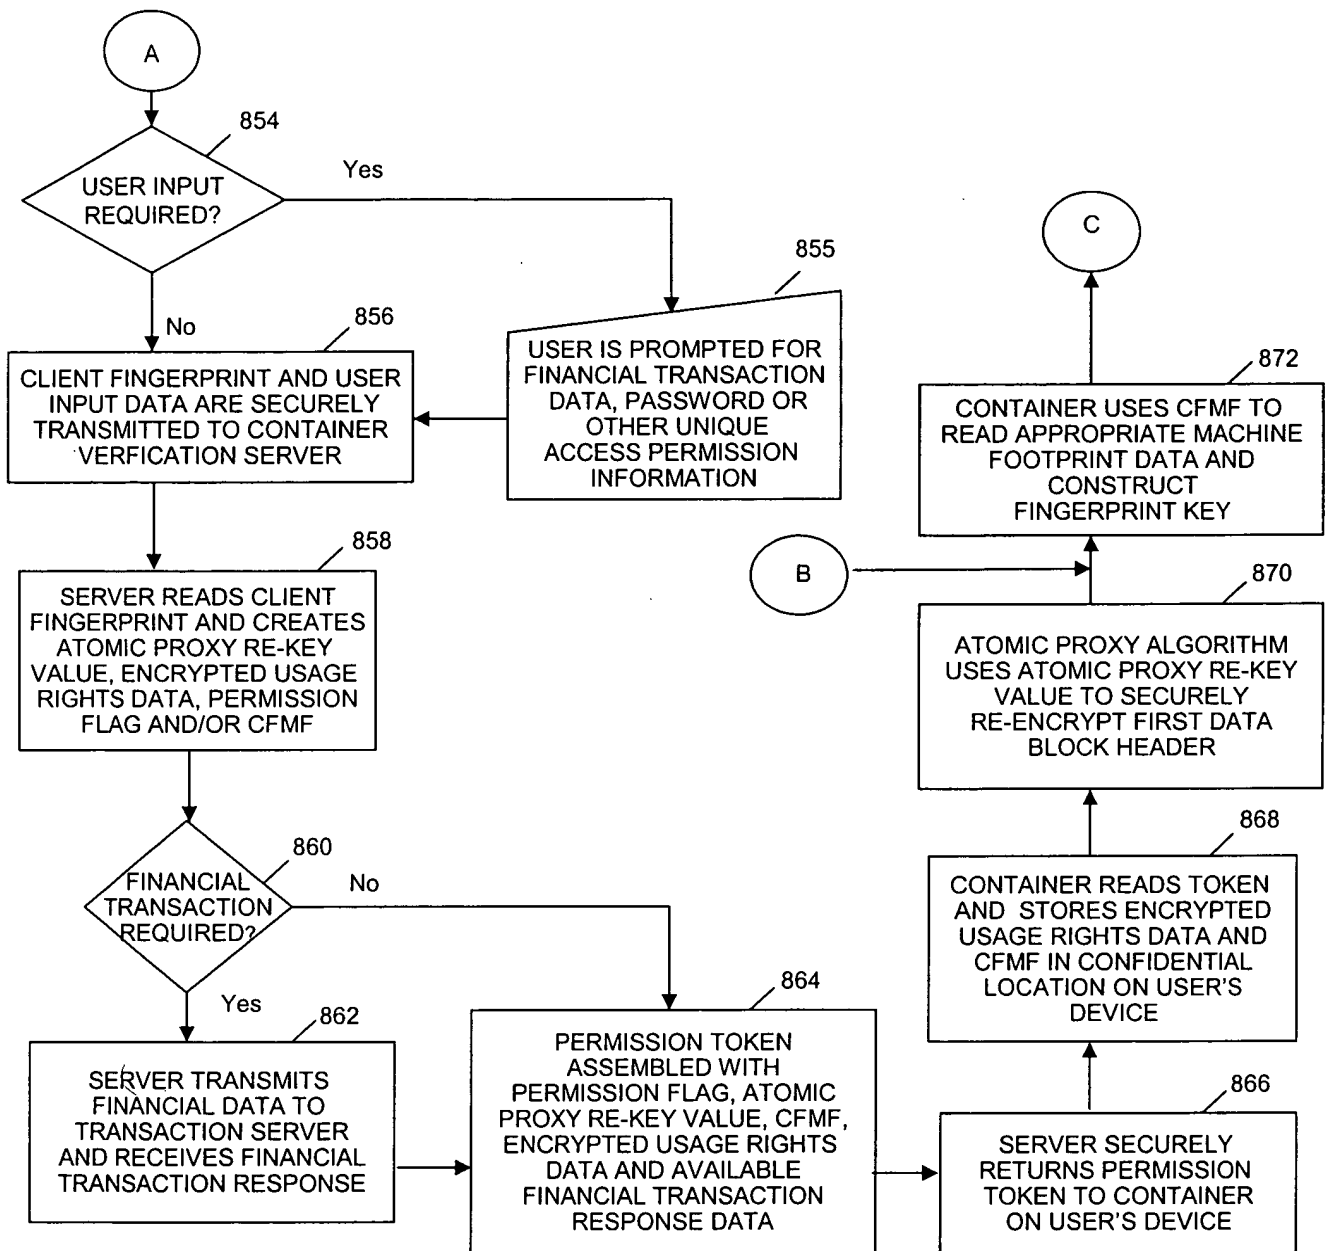 A
854
USER INPUT
REQUIRED?
Yes
No
855
USER IS PROMPTED FOR
FINANCIAL TRANSACTION
DATA, PASSWORD OR
OTHER UNIQUE
ACCESS PERMISSION
INFORMATION
856
CLIENT FINGERPRINT AND USER
INPUT DATA ARE SECURELY
TRANSMITTED TO CONTAINER
VERFICATION SERVER
858
SERVER READS CLIENT
FINGERPRINT AND CREATES
ATOMIC PROXY RE-KEY
VALUE, ENCRYPTED USAGE
RIGHTS DATA, PERMISSION
FLAG AND/OR CFMF
860
FINANCIAL
TRANSACTION
REQUIRED?
No
Yes
862
SERVER TRANSMITS
FINANCIAL DATA TO
TRANSACTION SERVER
AND RECEIVES FINANCIAL
TRANSACTION RESPONSE
864
PERMISSION TOKEN
ASSEMBLED WITH
PERMISSION FLAG, ATOMIC
PROXY RE-KEY VALUE, CFMF,
ENCRYPTED USAGE RIGHTS
DATA AND AVAILABLE
FINANCIAL TRANSACTION
RESPONSE DATA
866
SERVER SECURELY
RETURNS PERMISSION
TOKEN TO CONTAINER
ON USER'S DEVICE
868
CONTAINER READS TOKEN
AND STORES ENCRYPTED
USAGE RIGHTS DATA AND
CFMF IN CONFIDENTIAL
LOCATION ON USER'S
DEVICE
870
ATOMIC PROXY ALGORITHM
USES ATOMIC PROXY RE-KEY
VALUE TO SECURELY
RE-ENCRYPT FIRST DATA
BLOCK HEADER
B
872
CONTAINER USES CFMF TO
READ APPROPRIATE MACHINE
FOOTPRINT DATA AND
CONSTRUCT
FINGERPRINT KEY
C